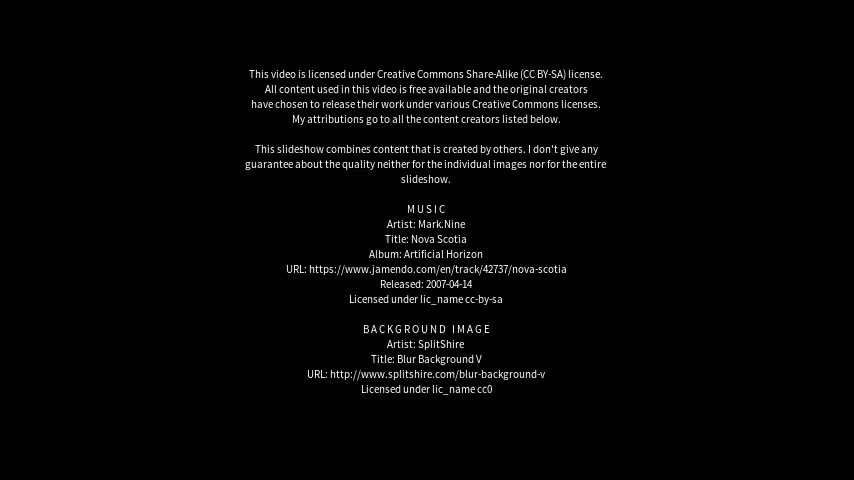 This video is licensed under Creative Commons Share-Alike (CC BY-SA) license.
All content used in this video is free available and the original creators
have chosen to release their work under various Creative Commons licenses.
My attributions go to all the content creators listed below.
This slideshow combines content that is created by others. I don't give any
guarantee about the quality neither for the individual images nor for the entire
slideshow.
MUSIC
Artist: Mark.Nine
Title: Nova Scotia
Album: Artificial Horizon
URL: https://www.jamendo.com/en/track/42737/nova-scotia
Released: 2007-04-14
Licensed under lic_name cc-by-sa
BACKGROUND IMAGE
Artist: SplitShire
Title: Blur Background V
URL: http://www.splitshire.com/blur-background-v
Licensed under lic_name cc0